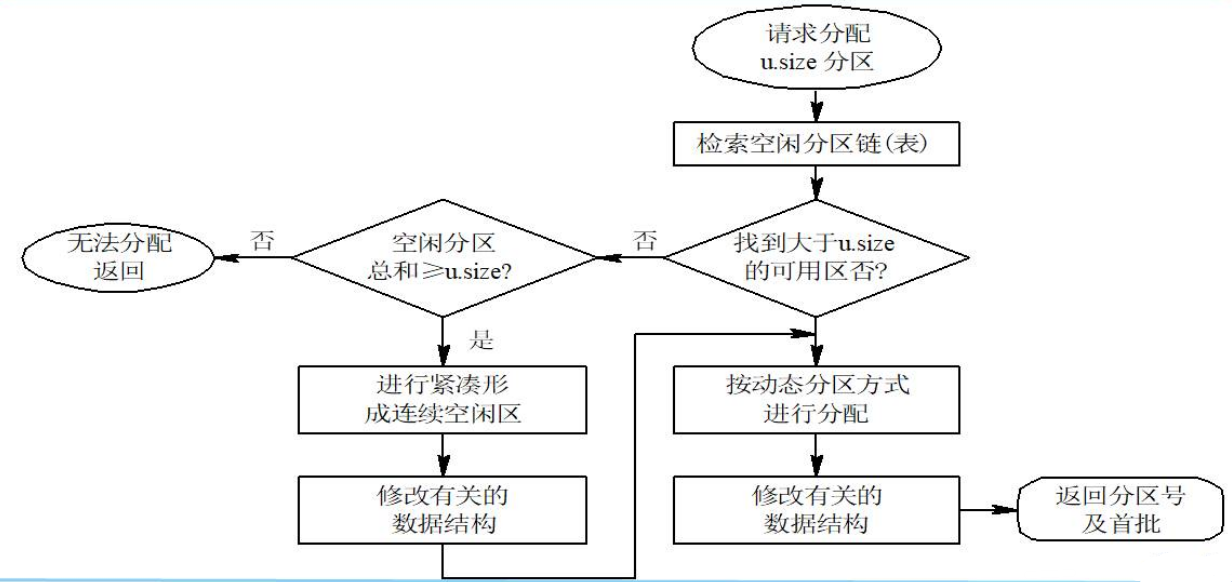 请求分配
u.size 分区
检索空闲分区链(表)
找到大于u.size
的可用区否?
否
空闲分区
总和≥u.size?
否
无法分配
返回
是
进行紧凑形
成连续空闲区
修改有关的
数据结构
按动态分区方式
进行分配
修改有关的
数据结构
返回分区号
及首批